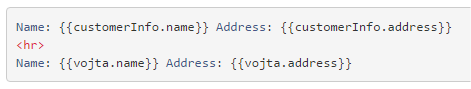 Name: {{customerInfo.name}} Address: {{customerInfo.address}}
<hr>
Name: {{vojta.name}} Address: {{vojta.address}}